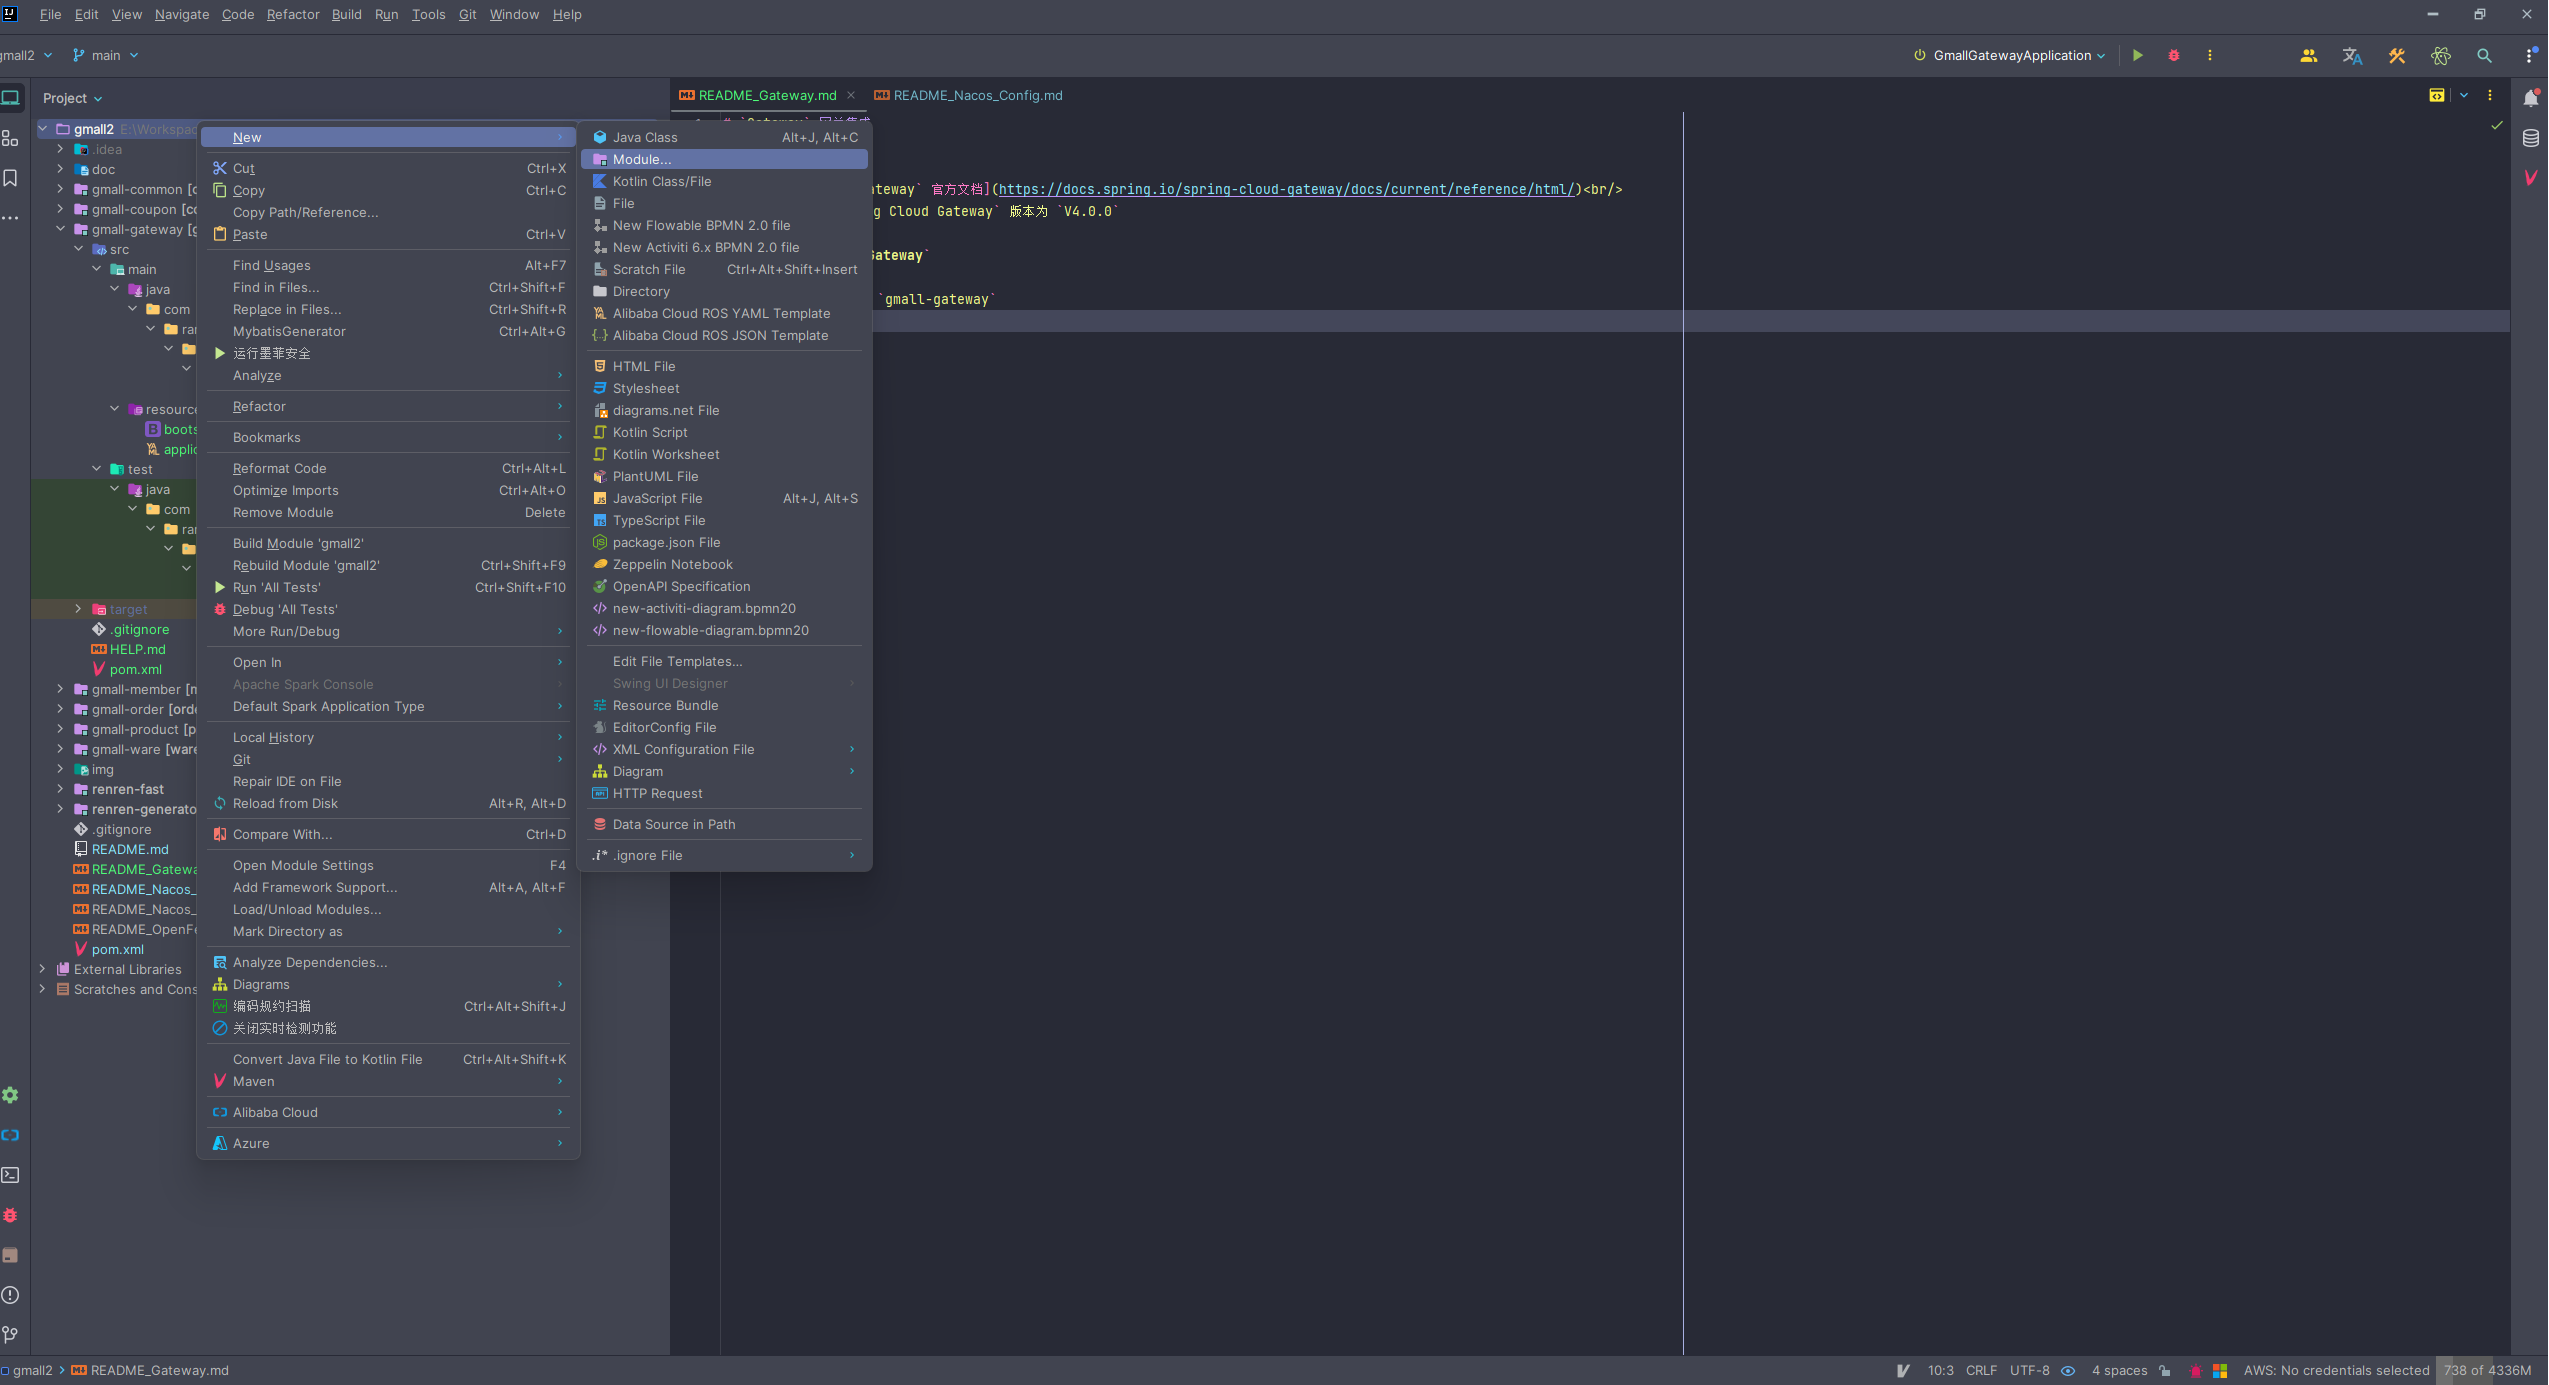 File Edit View Navigate Code Refactor Build Run Tools Git Window Help
gmall2 main GmallGatewayApplication
Project
README_Gateway.md README_Nacos_Config.md
gmall2 E:\Workspac
.idea
doc
gmall-common [c
gmall-coupon [co
gmall-gateway [g
src
main
java
com
rar
resource
boots
applic
test
java
com
rar
target
.gitignore
HELP.md
pom.xml
gmall-member [m
gmall-order [orde
gmall-product [p
gmall-ware [ware
img
renren-fast
renren-generato
.gitignore
README.md
README_Gatewa
README_Nacos_
README_Nacos_
README_OpenFe
pom.xml
External Libraries
Scratches and Cons
New
Cut Ctrl+X
Copy Ctrl+C
Copy Path/Reference...
Paste Ctrl+V
Find Usages Alt+F7
Find in Files... Ctrl+Shift+F
Replace in Files... Ctrl+Shift+R
MybatisGenerator Ctrl+Alt+G
运行墨菲安全
Analyze
Refactor
Bookmarks
Reformat Code Ctrl+Alt+L
Optimize Imports Ctrl+Alt+O
Remove Module Delete
Build Module 'gmall2'
Rebuild Module 'gmall2' Ctrl+Shift+F9
Run 'All Tests' Ctrl+Shift+F10
Debug 'All Tests'
More Run/Debug
Open In
Apache Spark Console
Default Spark Application Type
Local History
Git
Repair IDE on File
Reload from Disk Alt+R, Alt+D
Compare With... Ctrl+D
Open Module Settings F4
Add Framework Support... Alt+A, Alt+F
Load/Unload Modules...
Mark Directory as
Analyze Dependencies...
Diagrams
编码规约扫描 Ctrl+Alt+Shift+J
关闭实时检测功能
Convert Java File to Kotlin File Ctrl+Alt+Shift+K
Maven
Alibaba Cloud
Azure
Java Class Alt+J, Alt+C
Module...
Kotlin Class/File
File
New Flowable BPMN 2.0 file
New Activiti 6.x BPMN 2.0 file
Scratch File Ctrl+Alt+Shift+Insert
Directory
Alibaba Cloud ROS YAML Template
Alibaba Cloud ROS JSON Template
HTML File
Stylesheet
diagrams.net File
Kotlin Script
Kotlin Worksheet
PlantUML File
JavaScript File Alt+J, Alt+S
TypeScript File
package.json File
Zeppelin Notebook
OpenAPI Specification
new-activiti-diagram.bpmn20
new-flowable-diagram.bpmn20
Edit File Templates...
Swing UI Designer
Resource Bundle
EditorConfig File
XML Configuration File
Diagram
HTTP Request
Data Source in Path
.ignore File
ateway` 官方文档](https://docs.spring.io/spring-cloud-gateway/docs/current/reference/html/)<br/>
g Cloud Gateway` 版本为 `V4.0.0`
Gateway`
`gmall-gateway`
gmall2 README_Gateway.md 10:3 CRLF UTF-8 4 spaces AWS: No credentials selected 738 of 4336M